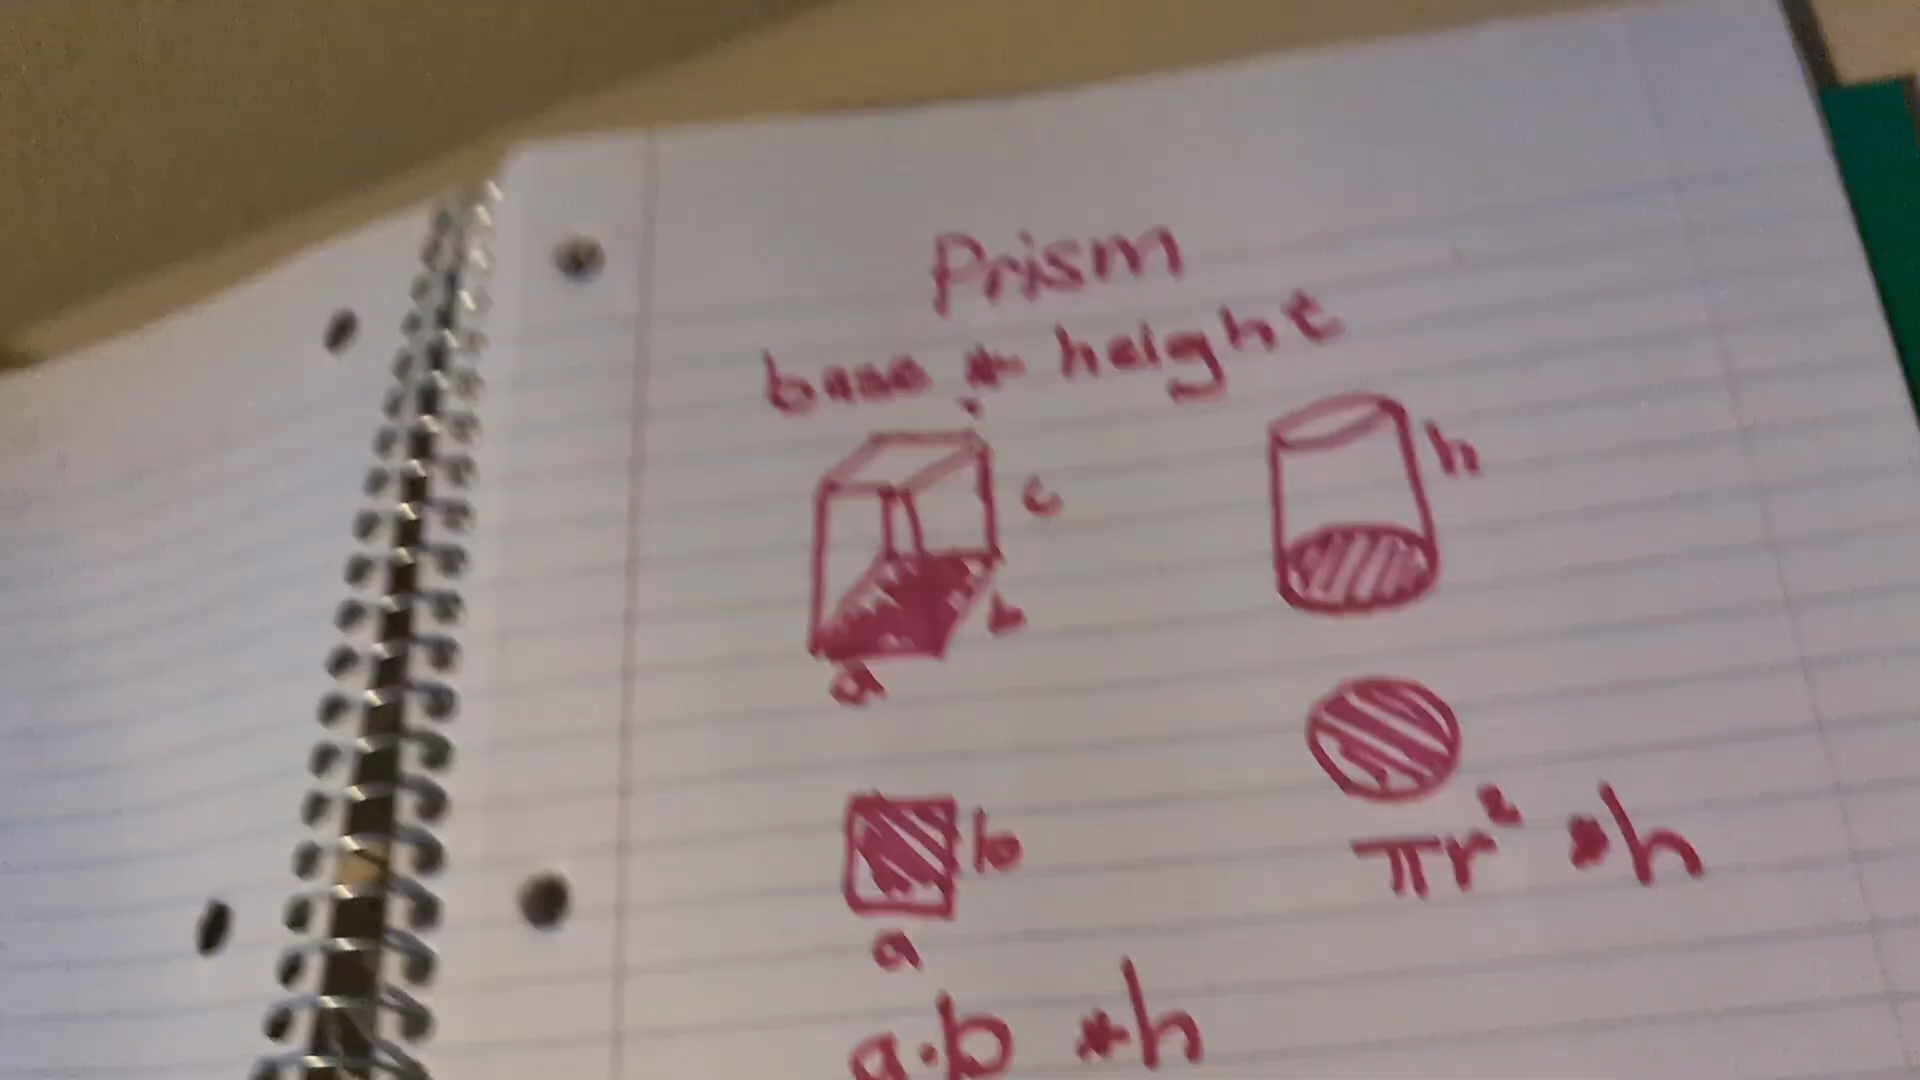 Prism
base * height
c
h
b
a
b
a
πr² *h
a·b *h